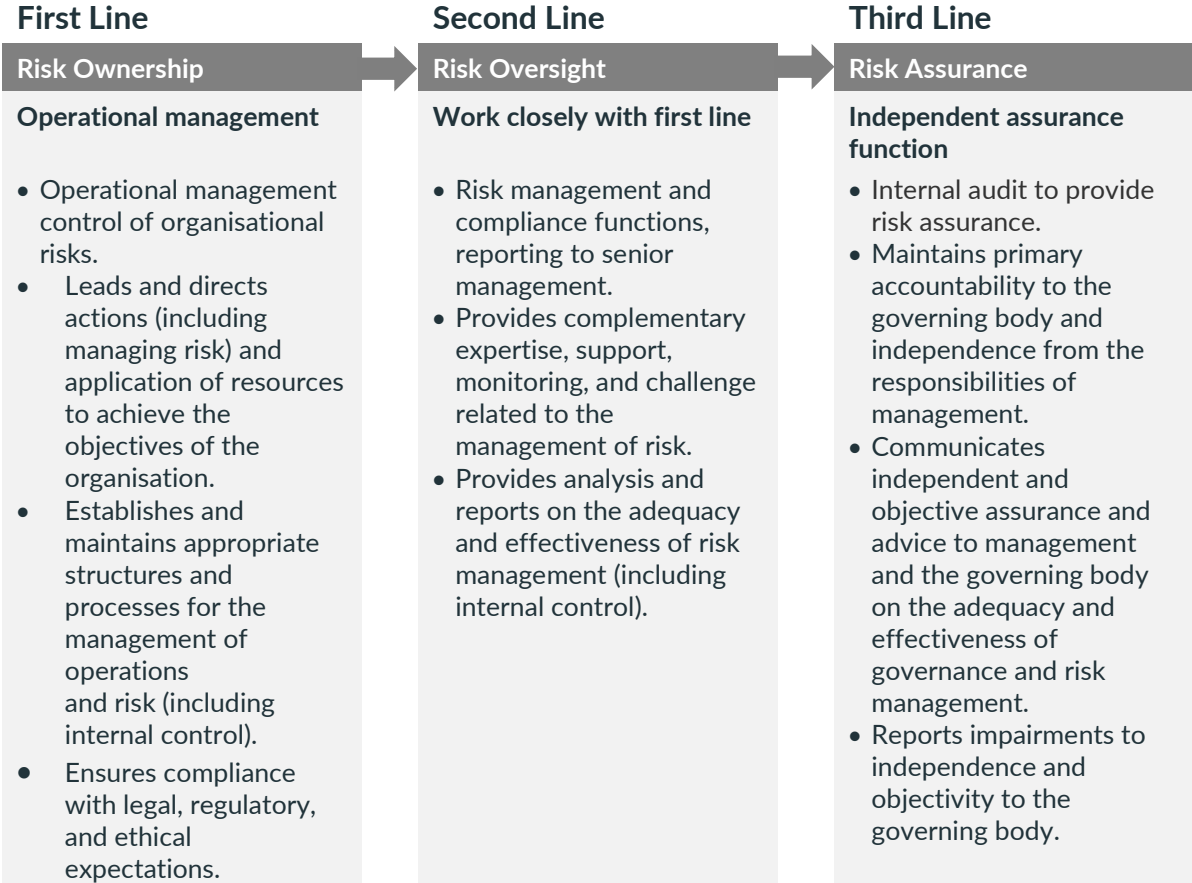 First Line
Risk Ownership
Operational management
• Operational management
control of organisational
risks.
• Leads and directs
actions (including
managing risk) and
application of resources
to achieve the
objectives of the
organisation.
• Establishes and
maintains appropriate
structures and
processes for the
management of
operations
and risk (including
internal control).
• Ensures compliance
with legal, regulatory,
and ethical
expectations.
Second Line
Risk Oversight
Work closely with first line
• Risk management and
compliance functions,
reporting to senior
management.
• Provides complementary
expertise, support,
monitoring, and challenge
related to the
management of risk.
• Provides analysis and
reports on the adequacy
and effectiveness of risk
management (including
internal control).
Third Line
Risk Assurance
Independent assurance
function
• Internal audit to provide
risk assurance.
• Maintains primary
accountability to the
governing body and
independence from the
responsibilities of
management.
• Communicates
independent and
objective assurance and
advice to management
and the governing body
on the adequacy and
effectiveness of
governance and risk
management.
• Reports impairments to
independence and
objectivity to the
governing body.